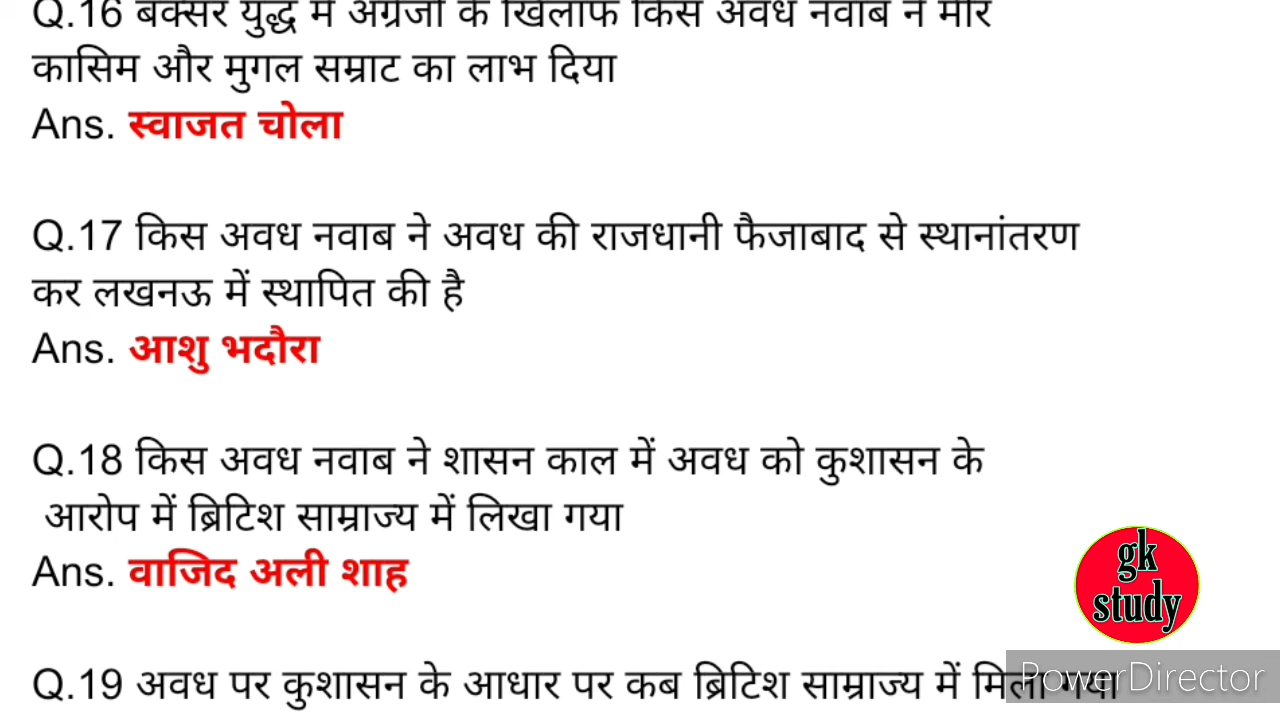 Q.16 बक्सर युद्ध में अंग्रेजों के खिलाफ किस अवध नवाब ने मीर
कासिम और मुगल सम्राट का लाभ दिया
Ans. स्वाजत चोला
Q.17 किस अवध नवाब ने अवध की राजधानी फैजाबाद से स्थानांतरण
कर लखनऊ में स्थापित की है
Ans. आशु भदौरा
Q.18 किस अवध नवाब ने शासन काल में अवध को कुशासन के
आरोप में ब्रिटिश साम्राज्य में लिखा गया
Ans. वाजिद अली शाह
gk
study
Q.19 अवध पर कुशासन के आधार पर कब ब्रिटिश साम्राज्य में मिला गया
PowerDirector